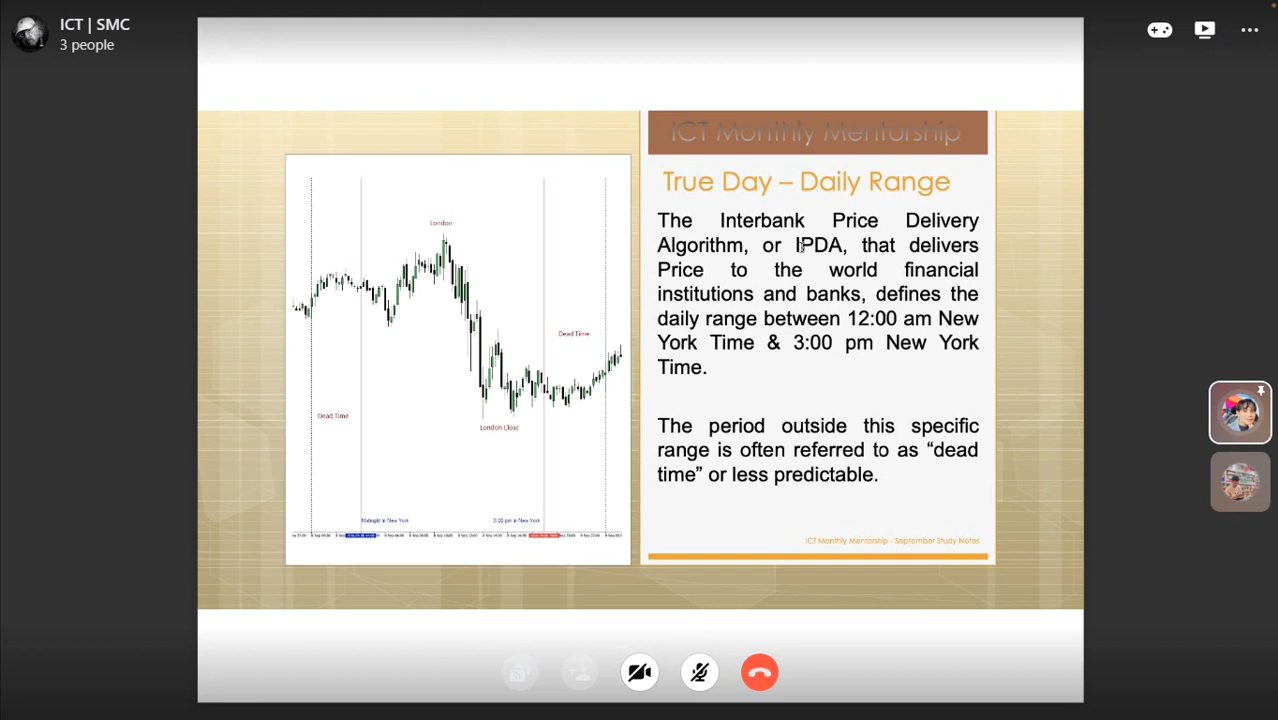 ICT | SMC
3 people
ICT Monthly Mentorship
True Day – Daily Range
The Interbank Price Delivery
Algorithm, or IPDA, that delivers
Price to the world financial
institutions and banks, defines the
daily range between 12:00 am New
York Time & 3:00 pm New York
Time.
The period outside this specific
range is often referred to as “dead
time” or less predictable.
ICT Monthly Mentorship - September Study Notes
London
Dead Time
Dead Time
London Close
Midnight in New York
3:00 pm in New York